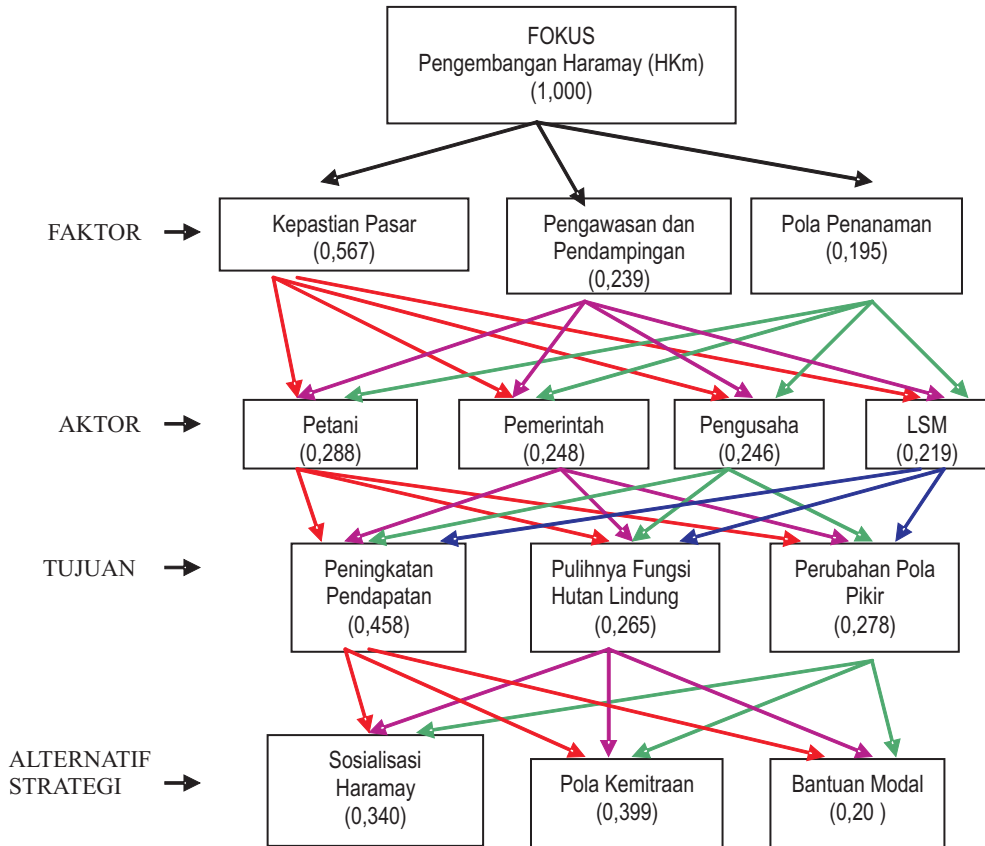 FOKUS
Pengembangan Haramay (HKm)
(1,000)
FAKTOR
Kepastian Pasar
(0,567)
Pengawasan dan
Pendampingan
(0,239)
Pola Penanaman
(0,195)
AKTOR
Petani
(0,288)
Pemerintah
(0,248)
Pengusaha
(0,246)
LSM
(0,219)
TUJUAN
Peningkatan
Pendapatan
(0,458)
Pulihnya Fungsi
Hutan Lindung
(0,265)
Perubahan Pola
Pikir
(0,278)
ALTERNATIF
STRATEGI
Sosialisasi
Haramay
(0,340)
Pola Kemitraan
(0,399)
Bantuan Modal
(0,20 )